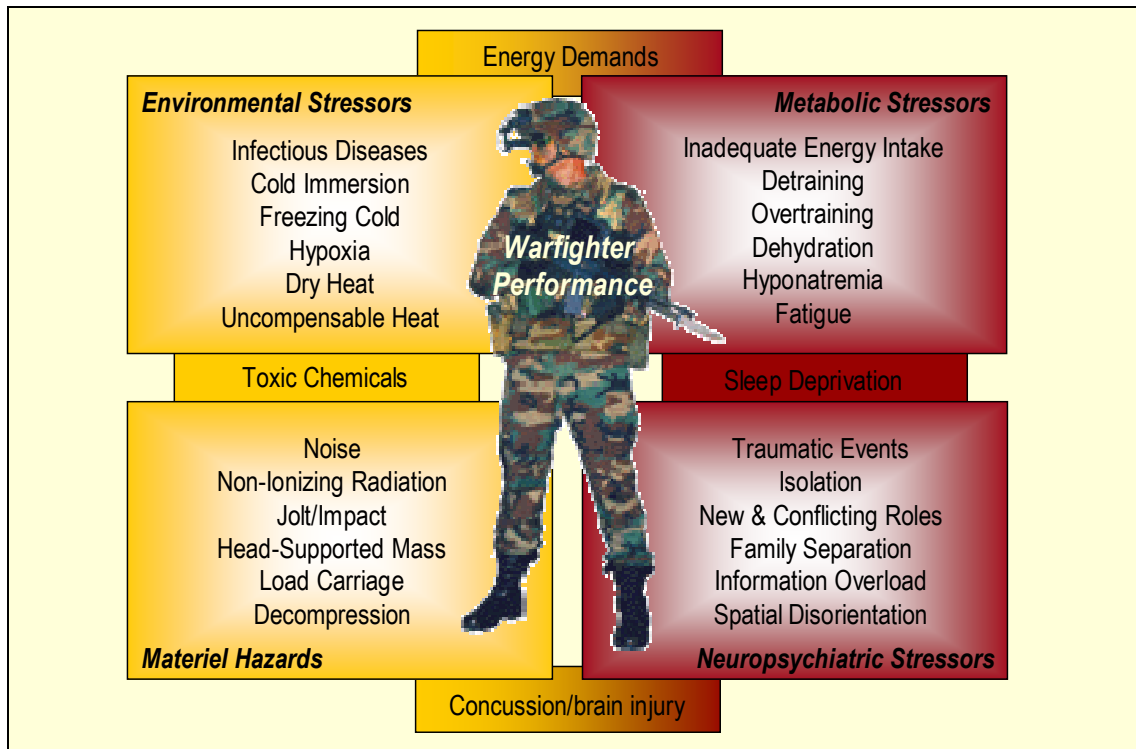 Energy Demands
Environmental Stressors
Infectious Diseases
Cold Immersion
Freezing Cold
Hypoxia
Dry Heat
Uncompensable Heat
Metabolic Stressors
Inadequate Energy Intake
Detraining
Overtraining
Dehydration
Hyponatremia
Fatigue
Warfighter
Performance
Toxic Chemicals
Sleep Deprivation
Noise
Non-Ionizing Radiation
Jolt/Impact
Head-Supported Mass
Load Carriage
Decompression
Materiel Hazards
Traumatic Events
Isolation
New & Conflicting Roles
Family Separation
Information Overload
Spatial Disorientation
Neuropsychiatric Stressors
Concussion/brain injury